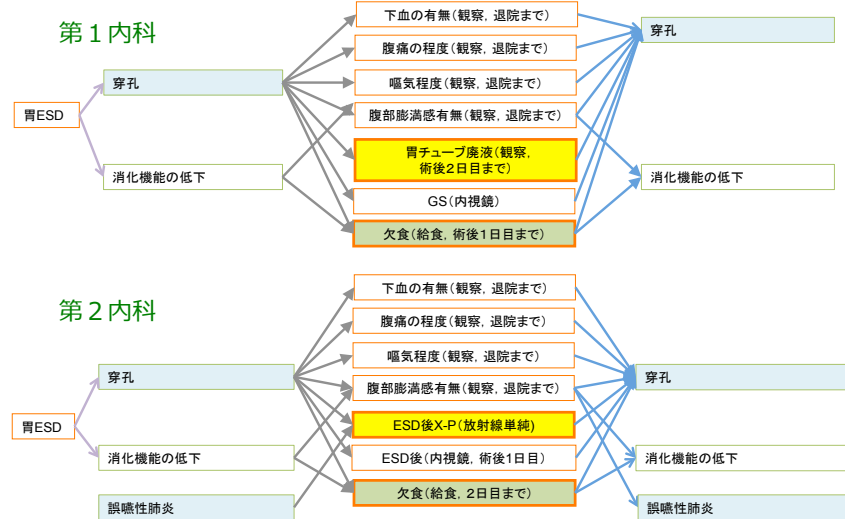 第１内科
下血の有無(観察, 退院まで)
腹痛の程度(観察, 退院まで)
嘔気程度(観察, 退院まで)
腹部膨満感有無(観察, 退院まで)
胃チューブ廃液(観察,
術後2日目まで)
GS(内視鏡)
欠食(給食, 術後1日目まで)
胃ESD
穿孔
消化機能の低下
穿孔
消化機能の低下
第２内科
下血の有無(観察, 退院まで)
腹痛の程度(観察, 退院まで)
嘔気程度(観察, 退院まで)
腹部膨満感有無(観察, 退院まで)
ESD後X-P(放射線単純)
ESD後(内視鏡, 術後1日目)
欠食(給食, 2日目まで)
胃ESD
穿孔
消化機能の低下
誤嚥性肺炎
穿孔
消化機能の低下
誤嚥性肺炎